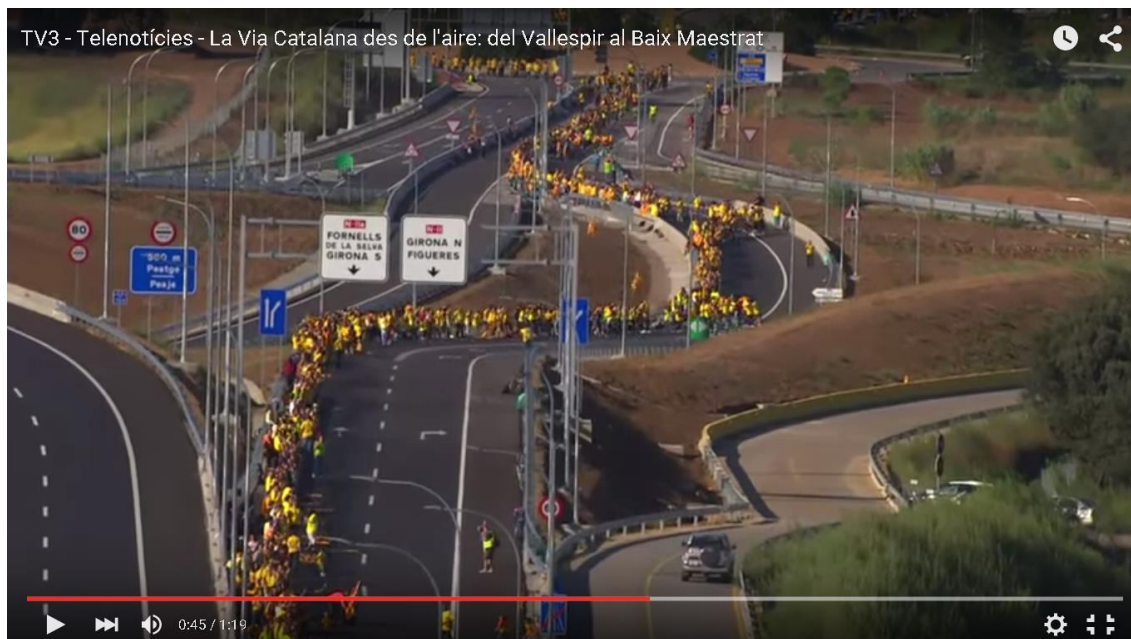 TV3 - Telenotícies - La Via Catalana des de l'aire: del Vallespir al Baix Maestrat
80
500 m
Peatge
Peaje
N-IIa
FORNELLS
DE LA SELVA
GIRONA S
N-II
GIRONA N
FIGUERES
0:45 / 1:19